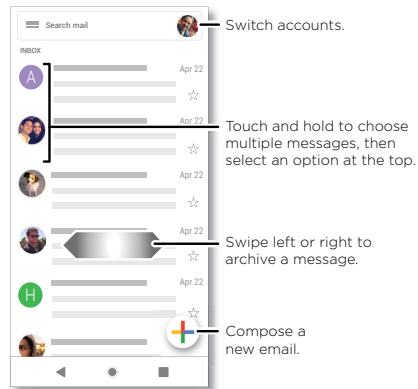 Search mail
Switch accounts.
INBOX
A
Apr 22
Apr 22
Touch and hold to choose
multiple messages, then
select an option at the top.
Apr 22
Apr 22
Swipe left or right to
archive a message.
H
Apr 22
Compose a
new email.